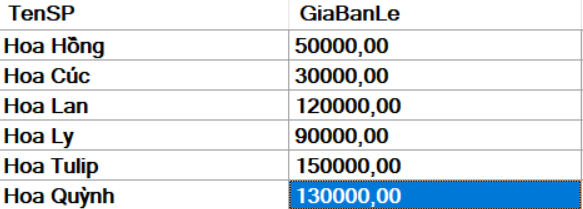 TenSP GiaBanLe
Hoa Hồng 50000,00
Hoa Cúc 30000,00
Hoa Lan 120000,00
Hoa Ly 90000,00
Hoa Tulip 150000,00
Hoa Quỳnh 130000,00